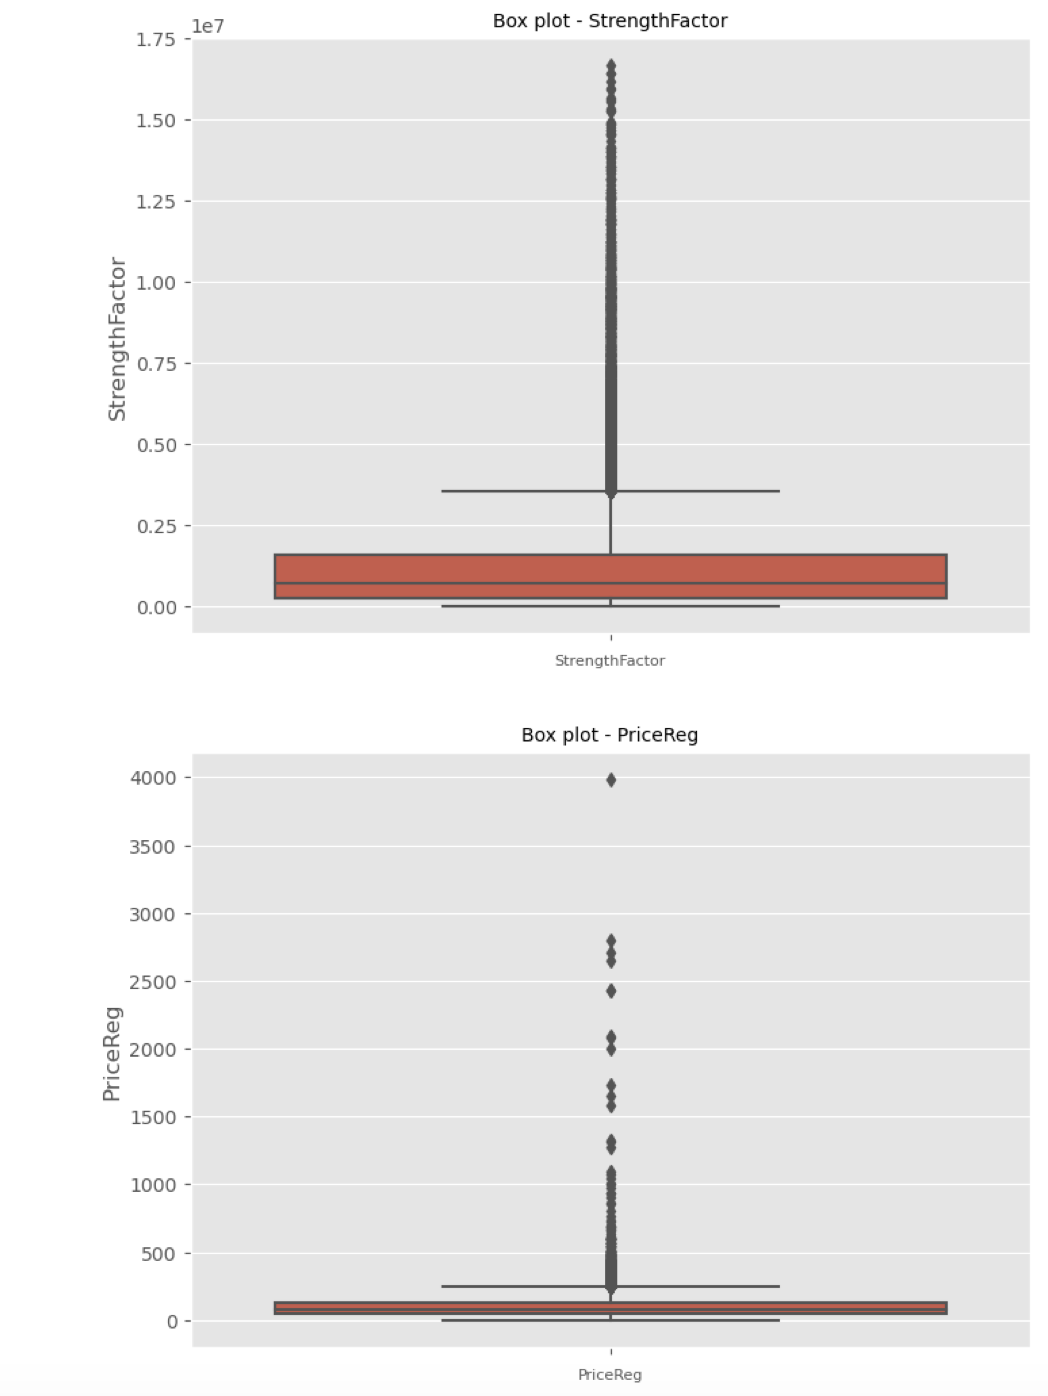 Box plot - StrengthFactor
1e7
1.75
1.50
1.25
1.00
0.75
0.50
0.25
0.00
StrengthFactor
StrengthFactor
Box plot - PriceReg
4000
3500
3000
2500
2000
1500
1000
500
0
PriceReg
PriceReg